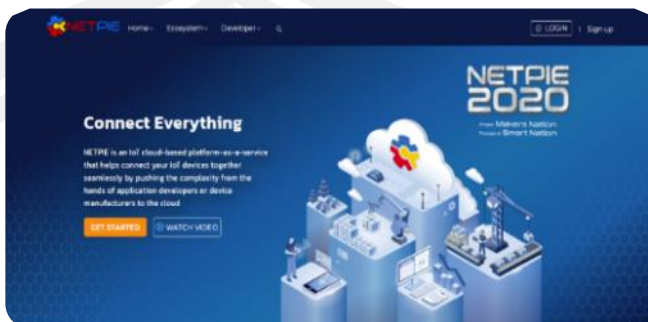 NETPIE Home Ecosystem Developer
LOGIN | Sign up
NETPIE
2020
From Makers Nation
Toward Smart Nation
Connect Everything
NETPIE is an IoT cloud-based platform-as-a-service
that helps connect your IoT devices together
seamlessly by pushing the complexity from the
hands of application developers or device
manufacturers to the cloud
GET STARTED WATCH VIDEO